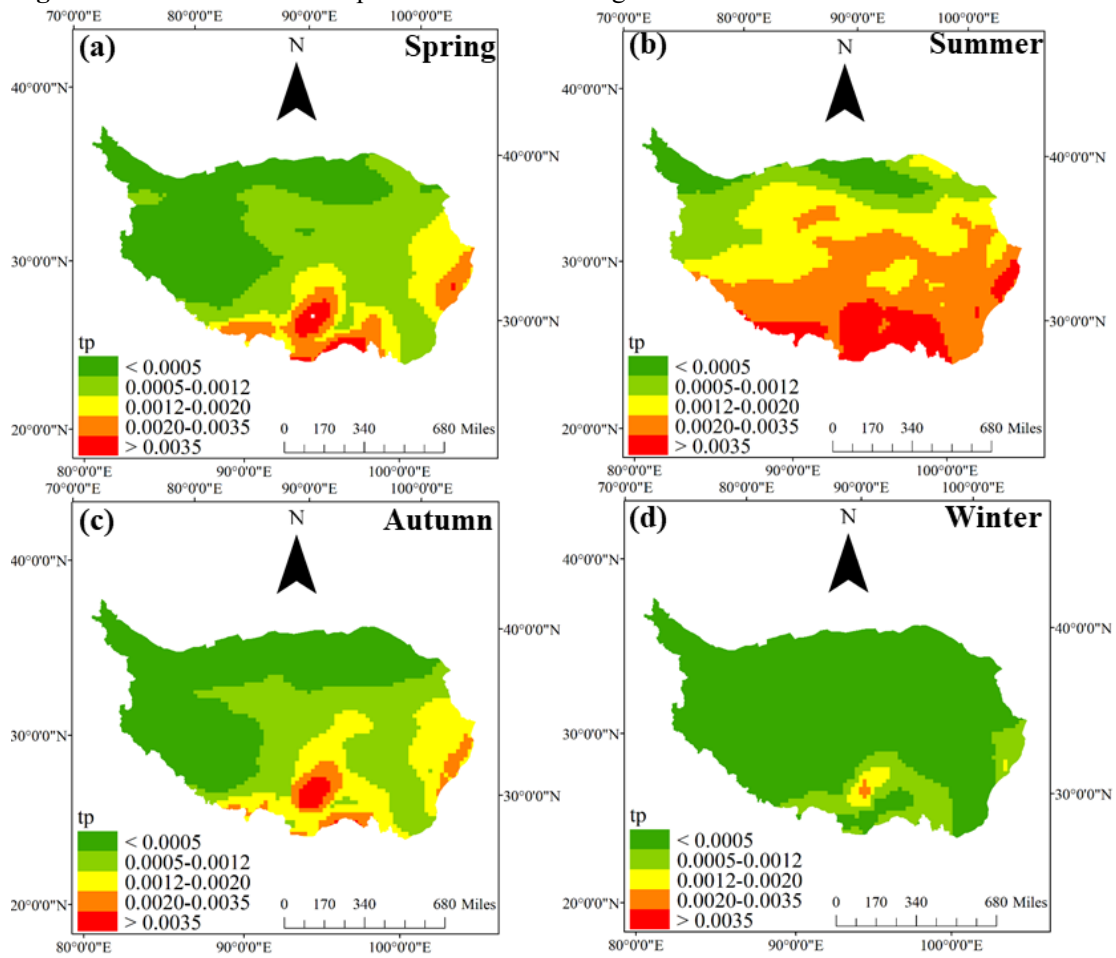 70°0'0"E 80°0'0"E 90°0'0"E 100°0'0"E
(a) N Spring
40°0'0"N
40°0'0"N
30°0'0"N
30°0'0"N
tp
< 0.0005
0.0005-0.0012
0.0012-0.0020
0.0020-0.0035
> 0.0035
0 170 340 680 Miles
20°0'0"N
80°0'0"E 90°0'0"E 100°0'0"E
70°0'0"E 80°0'0"E 90°0'0"E 100°0'0"E
(b) N Summer
40°0'0"N
40°0'0"N
30°0'0"N
30°0'0"N
tp
< 0.0005
0.0005-0.0012
0.0012-0.0020
0.0020-0.0035
> 0.0035
0 170 340 680 Miles
20°0'0"N
80°0'0"E 90°0'0"E 100°0'0"E
70°0'0"E 80°0'0"E 90°0'0"E 100°0'0"E
(c) N Autumn
40°0'0"N
40°0'0"N
30°0'0"N
30°0'0"N
tp
< 0.0005
0.0005-0.0012
0.0012-0.0020
0.0020-0.0035
> 0.0035
0 170 340 680 Miles
20°0'0"N
80°0'0"E 90°0'0"E 100°0'0"E
70°0'0"E 80°0'0"E 90°0'0"E 100°0'0"E
(d) N Winter
40°0'0"N
40°0'0"N
30°0'0"N
30°0'0"N
tp
< 0.0005
0.0005-0.0012
0.0012-0.0020
0.0020-0.0035
> 0.0035
0 170 340 680 Miles
20°0'0"N
80°0'0"E 90°0'0"E 100°0'0"E